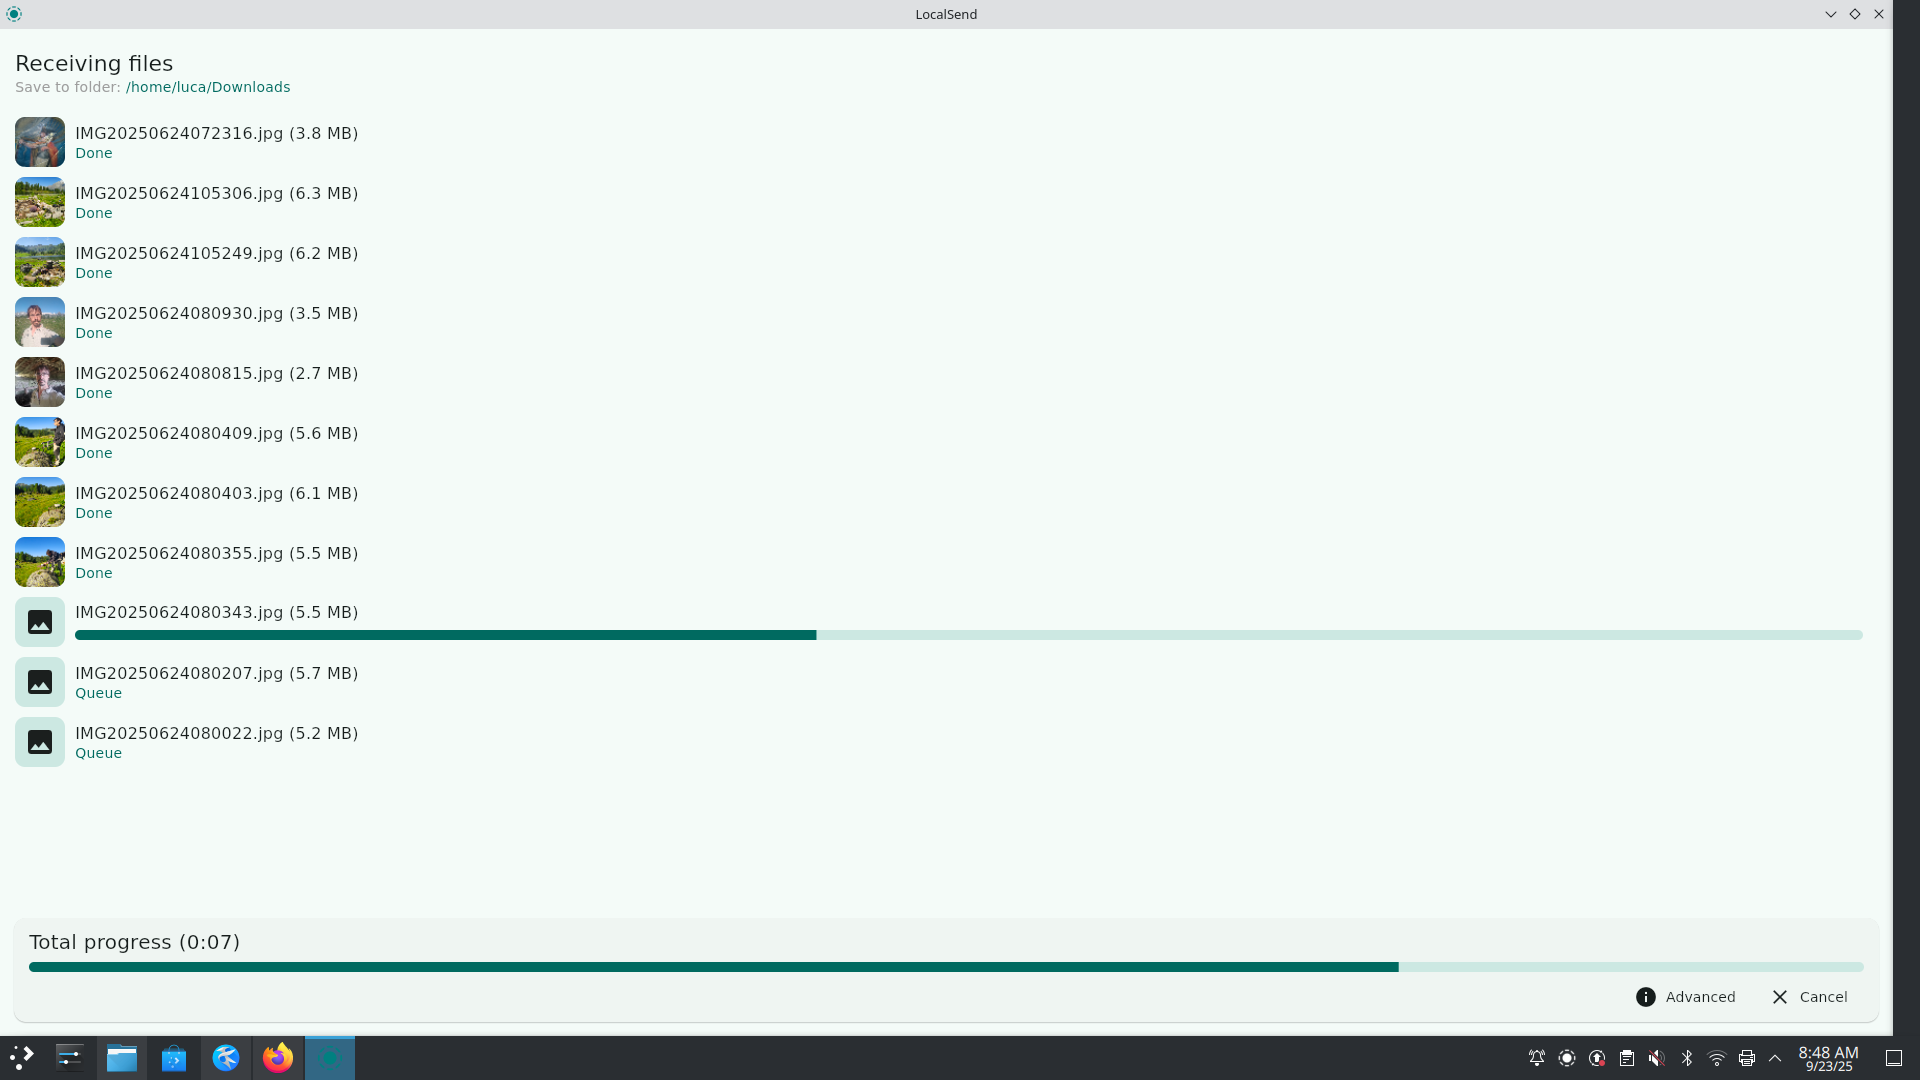 LocalSend
Receiving files
Save to folder: /home/luca/Downloads
IMG20250624072316.jpg (3.8 MB)
Done
IMG20250624105306.jpg (6.3 MB)
Done
IMG20250624105249.jpg (6.2 MB)
Done
IMG20250624080930.jpg (3.5 MB)
Done
IMG20250624080815.jpg (2.7 MB)
Done
IMG20250624080409.jpg (5.6 MB)
Done
IMG20250624080403.jpg (6.1 MB)
Done
IMG20250624080355.jpg (5.5 MB)
Done
IMG20250624080343.jpg (5.5 MB)
IMG20250624080207.jpg (5.7 MB)
Queue
IMG20250624080022.jpg (5.2 MB)
Queue
Total progress (0:07)
Advanced
Cancel
8:48 AM
9/23/25